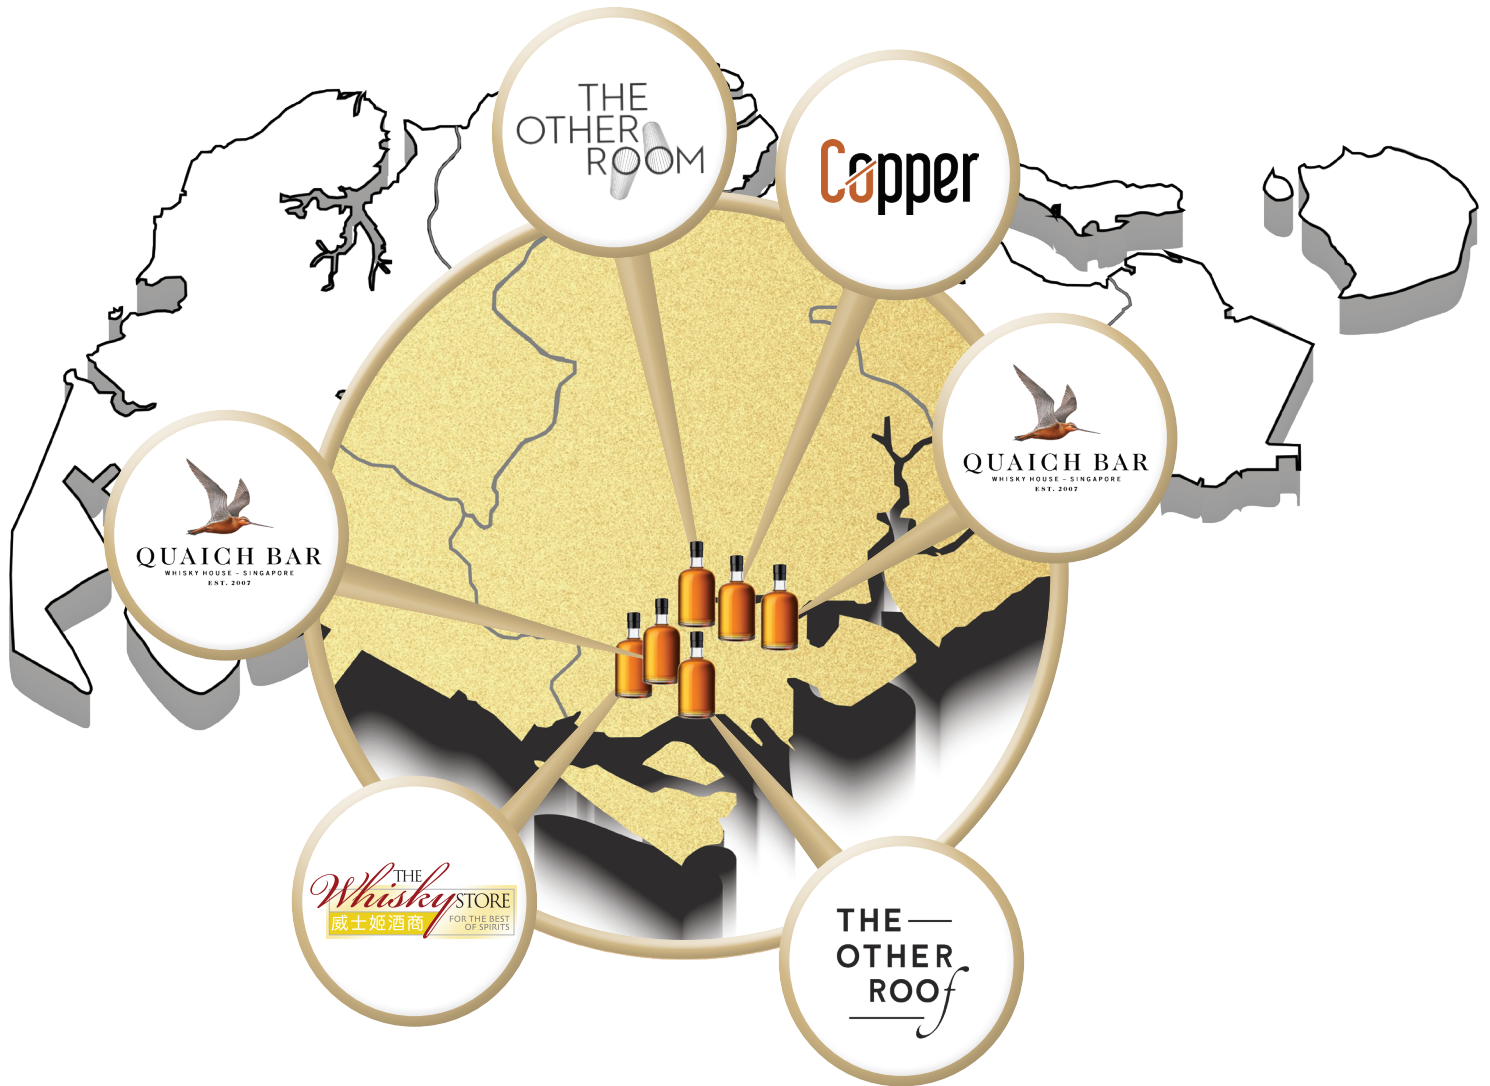 THE
OTHER
ROOM
Copper
QUAICH BAR
WHISKY HOUSE – SINGAPORE
EST. 2007
QUAICH BAR
WHISKY HOUSE – SINGAPORE
EST. 2007
THE
Whisky STORE
威士姬酒商 FOR THE BEST
OF SPIRITS
THE
OTHER
ROOf